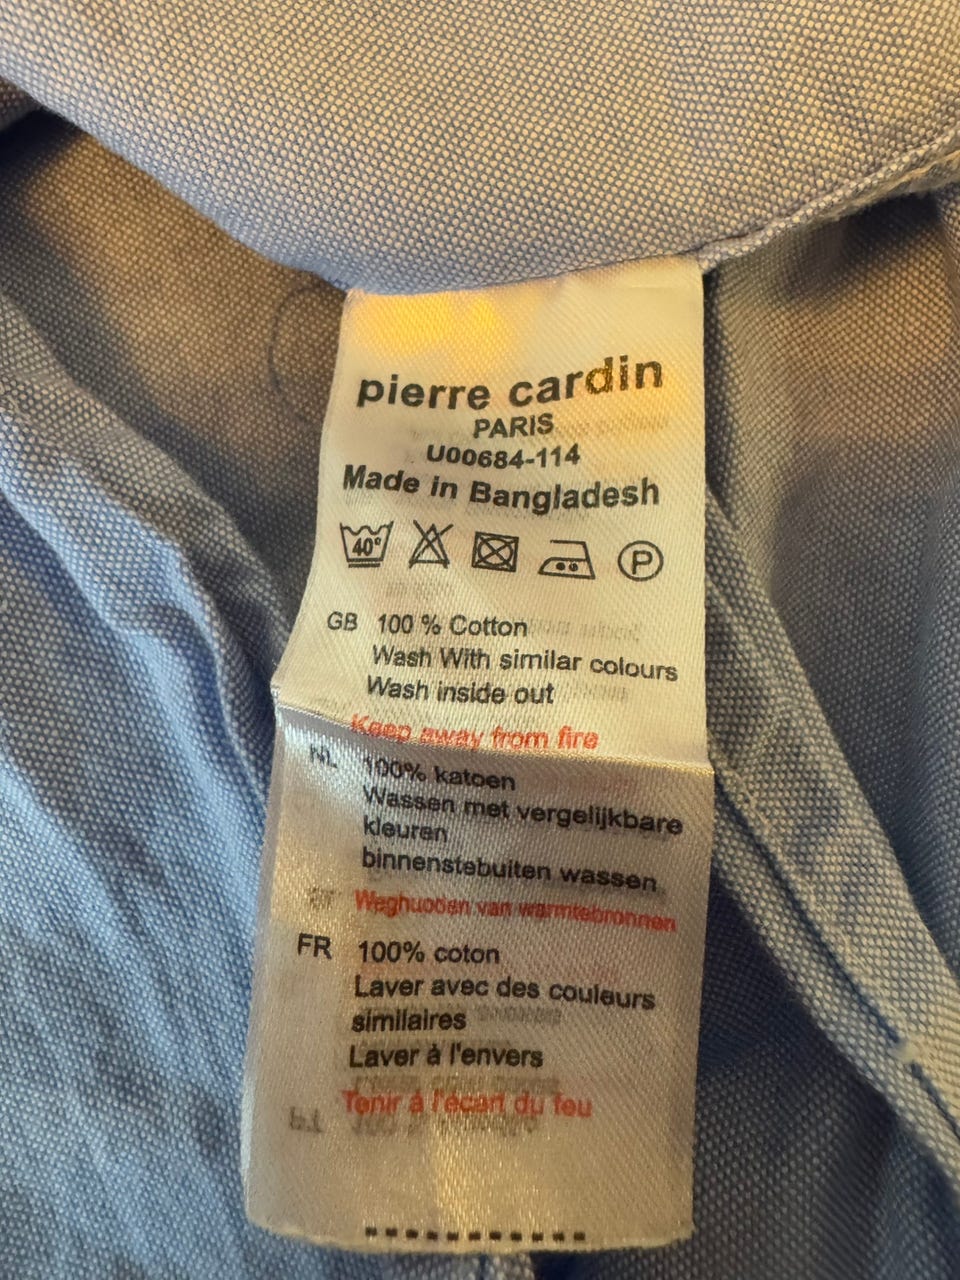 pierre cardin
PARIS
U00684-114
Made in Bangladesh
40°
P
GB 100 % Cotton
Wash With similar colours
Wash inside out
Keep away from fire
NL 100% katoen
Wassen met vergelijkbare
kleuren
binnenstebuiten wassen
Weghuoden van warmtebronnen
FR 100% coton
Laver avec des couleurs
similaires
Laver à l'envers
Tenir à l'écart du feu